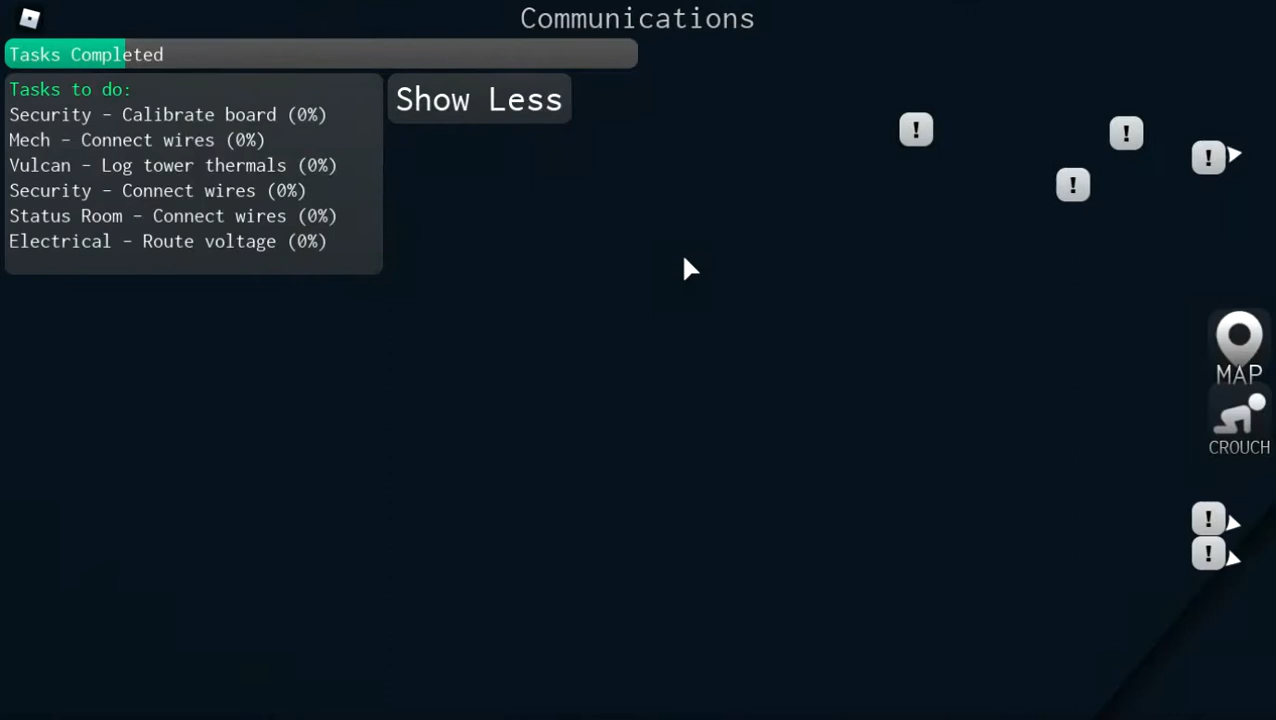 Communications
Tasks Completed
Tasks to do:
Show Less
Security - Calibrate board (0%)
Mech - Connect wires (0%)
Vulcan - Log tower thermals (0%)
Security - Connect wires (0%)
Status Room - Connect wires (0%)
Electrical - Route voltage (0%)
!
!
!
!
MAP
CROUCH
!
!